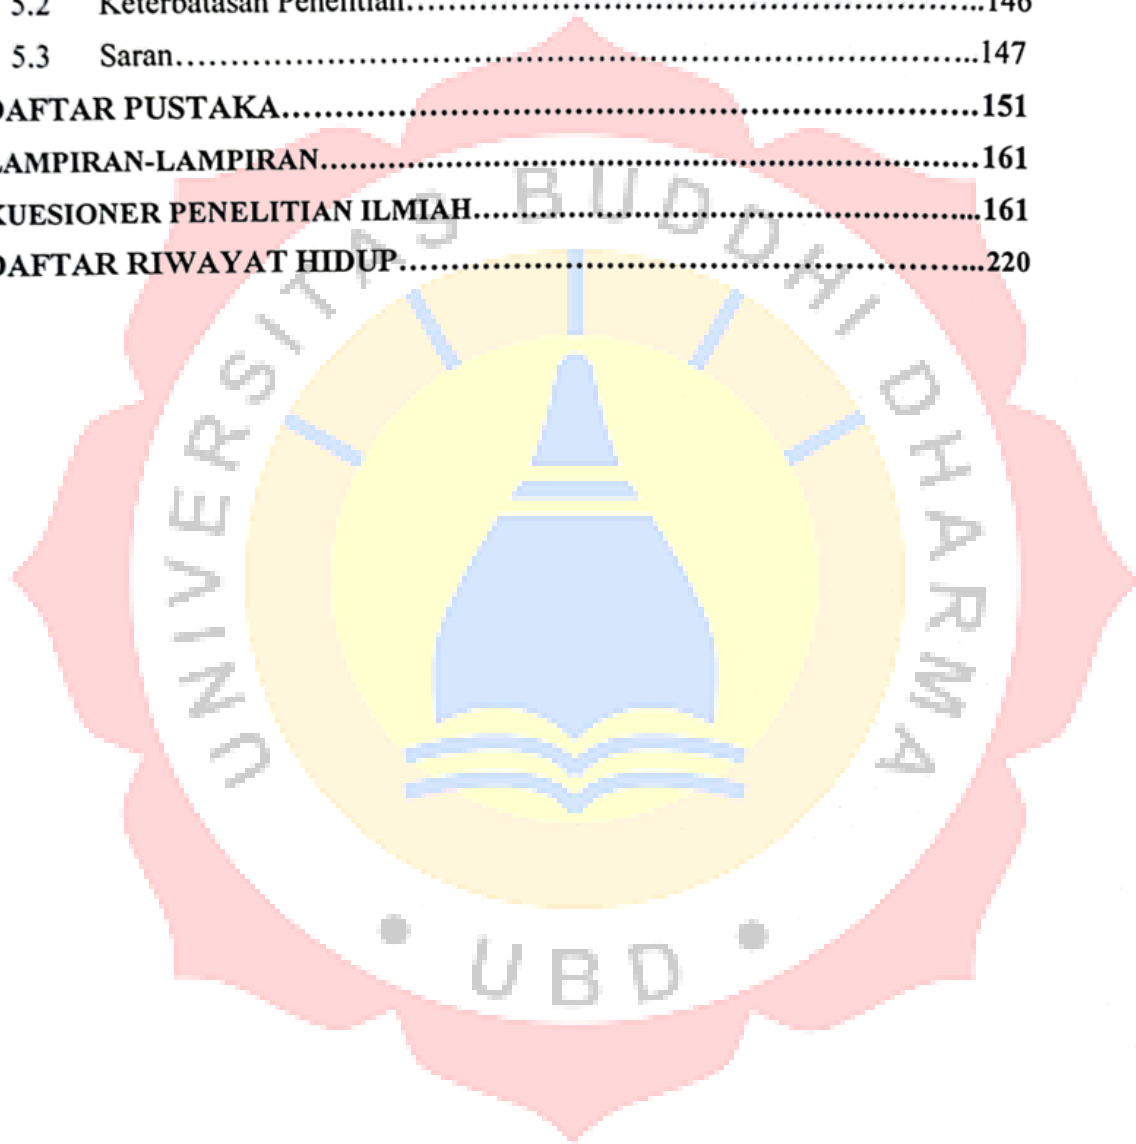 5.2 Keterbatasan Penelitian……………………………………………………..146
5.3 Saran……………………………………………………………………………..147
DAFTAR PUSTAKA…………………………………………………………………151
LAMPIRAN-LAMPIRAN……………………………………………………………161
KUESIONER PENELITIAN ILMIAH……………………………………………...161
DAFTAR RIWAYAT HIDUP………………………………………………………...220
UNIVERSITAS BUDDHI DHARMA
• UBD •